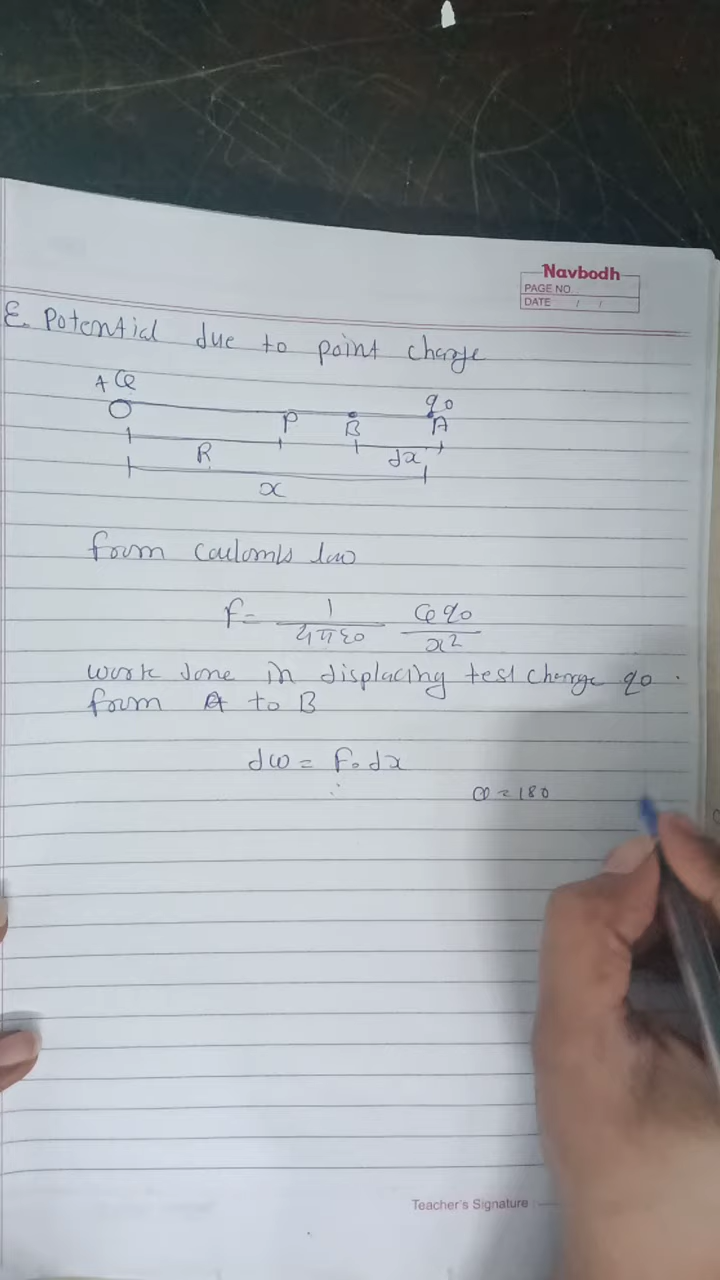 Navbodh
PAGE NO
DATE / /
E. Potential due to point charge
+Q
q0
P B A
R dx
x
from coulombs law
F= 1/4πε0 Qq0/x2
work done in displacing test charge q0.
from A to B
dω = F.dx
∴ θ = 180
Teacher's Signature